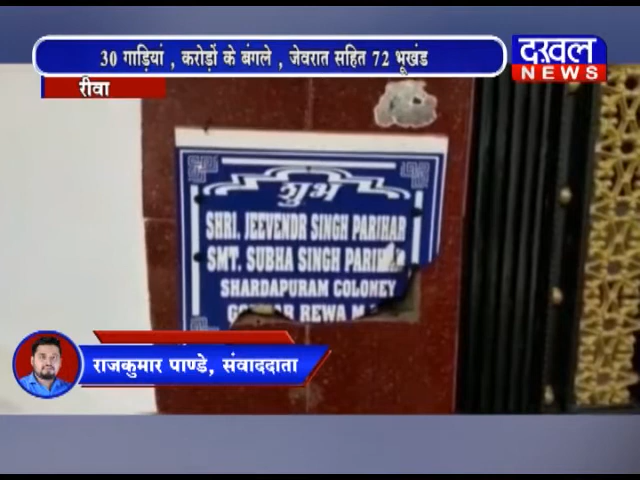 30 गाड़ियां , करोड़ों के बंगले , जेवरात सहित 72 भूखंड
दखल
NEWS
रीवा
शुभ
SHRI. JEEVENDR SINGH PARIHAR
SMT. SUBHA SINGH
SHARDAPURAM COLONEY
REWA
राजकुमार पाण्डे, संवाददाता